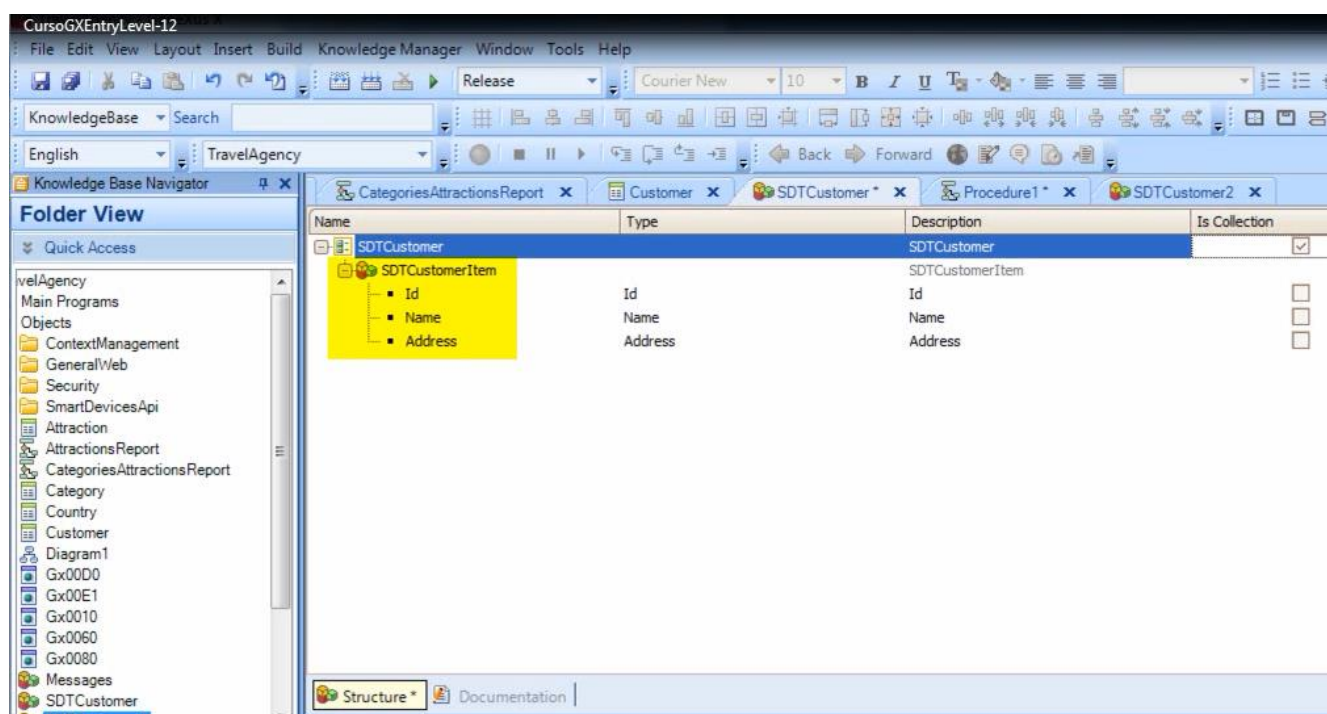 CursoGXEntryLevel-12
File Edit View Layout Insert Build Knowledge Manager Window Tools Help
Release Courier New 10 B I U
KnowledgeBase Search
English TravelAgency Back Forward
Knowledge Base Navigator
CategoriesAttractionsReport Customer SDTCustomer * Procedure1 * SDTCustomer2
Folder View
Name Type Description Is Collection
Quick Access
SDTCustomer SDTCustomer
SDTCustomerItem SDTCustomerItem
Id Id Id
Name Name Name
Address Address Address
velAgency
Main Programs
Objects
ContextManagement
GeneralWeb
Security
SmartDevicesApi
Attraction
AttractionsReport
CategoriesAttractionsReport
Category
Country
Customer
Diagram1
Gx00D0
Gx00E1
Gx0010
Gx0060
Gx0080
Messages
SDTCustomer
Structure * Documentation